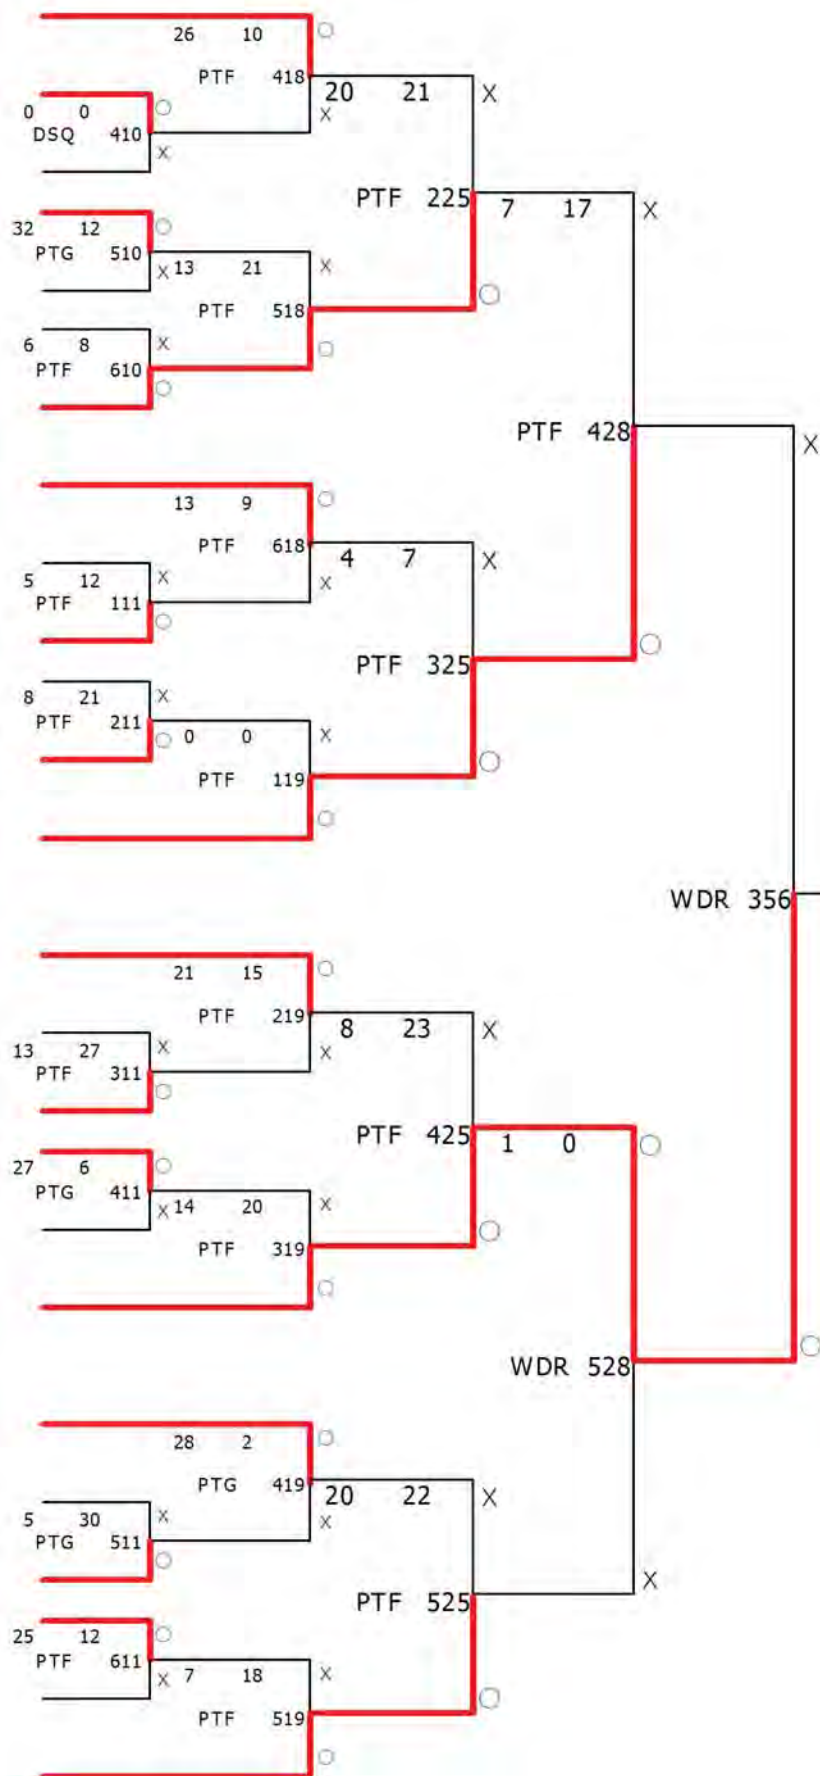 26 10
○
PTF 418
20 21
X
0 0
○
X
DSQ 410
X
PTF 225
7 17
X
32 12
○
PTG 510
X
13 21
X
○
PTF 518
6 8
X
○
PTF 610
○
PTF 428
X
13 9
○
PTF 618
4 7
X
5 12
X
X
PTF 111
○
○
PTF 325
8 21
X
PTF 211
○
0 0
X
○
PTF 119
○
WDR 356
21 15
○
PTF 219
8 23
X
13 27
X
X
PTF 311
○
PTF 425
1 0
○
27 6
○
PTG 411
X
14 20
X
○
PTF 319
○
○
WDR 528
28 2
○
PTG 419
20 22
X
5 30
X
X
PTG 511
○
X
PTF 525
25 12
○
PTF 611
X
7 18
X
○
PTF 519
○